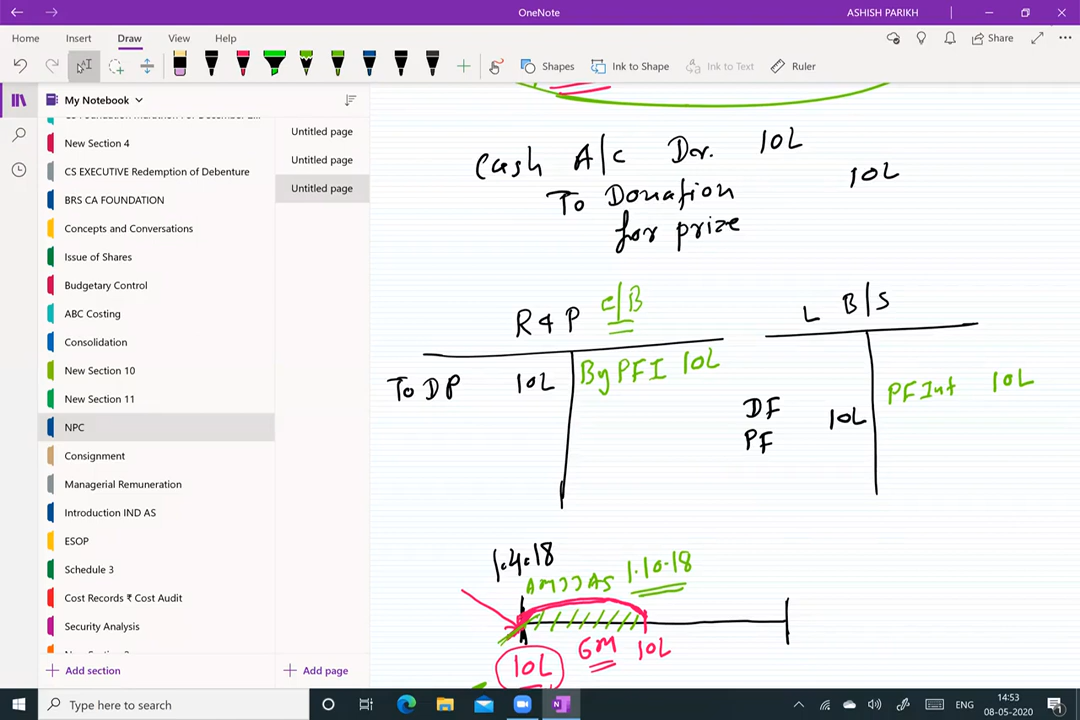 OneNote
ASHISH PARIKH
Home Insert Draw View Help
Share
Shapes Ink to Shape Ink to Text Ruler
My Notebook
New Section 4
CS EXECUTIVE Redemption of Debenture
BRS CA FOUNDATION
Concepts and Conversations
Issue of Shares
Budgetary Control
ABC Costing
Consolidation
New Section 10
New Section 11
NPC
Consignment
Managerial Remuneration
Introduction IND AS
ESOP
Schedule 3
Cost Records ₹ Cost Audit
Security Analysis
Add section
Untitled page
Untitled page
Untitled page
Add page
Cash A/c Dr. 10L
To Donation 10L
for prize
R & P C/B
To DP 10L By PFI 10L
L B/S
DF
PF 10L
PF Int 10L
1.4.18
AMJJAS 1.10.18
6M 10L
10L
Type here to search
ENG
14:53
08-05-2020
1